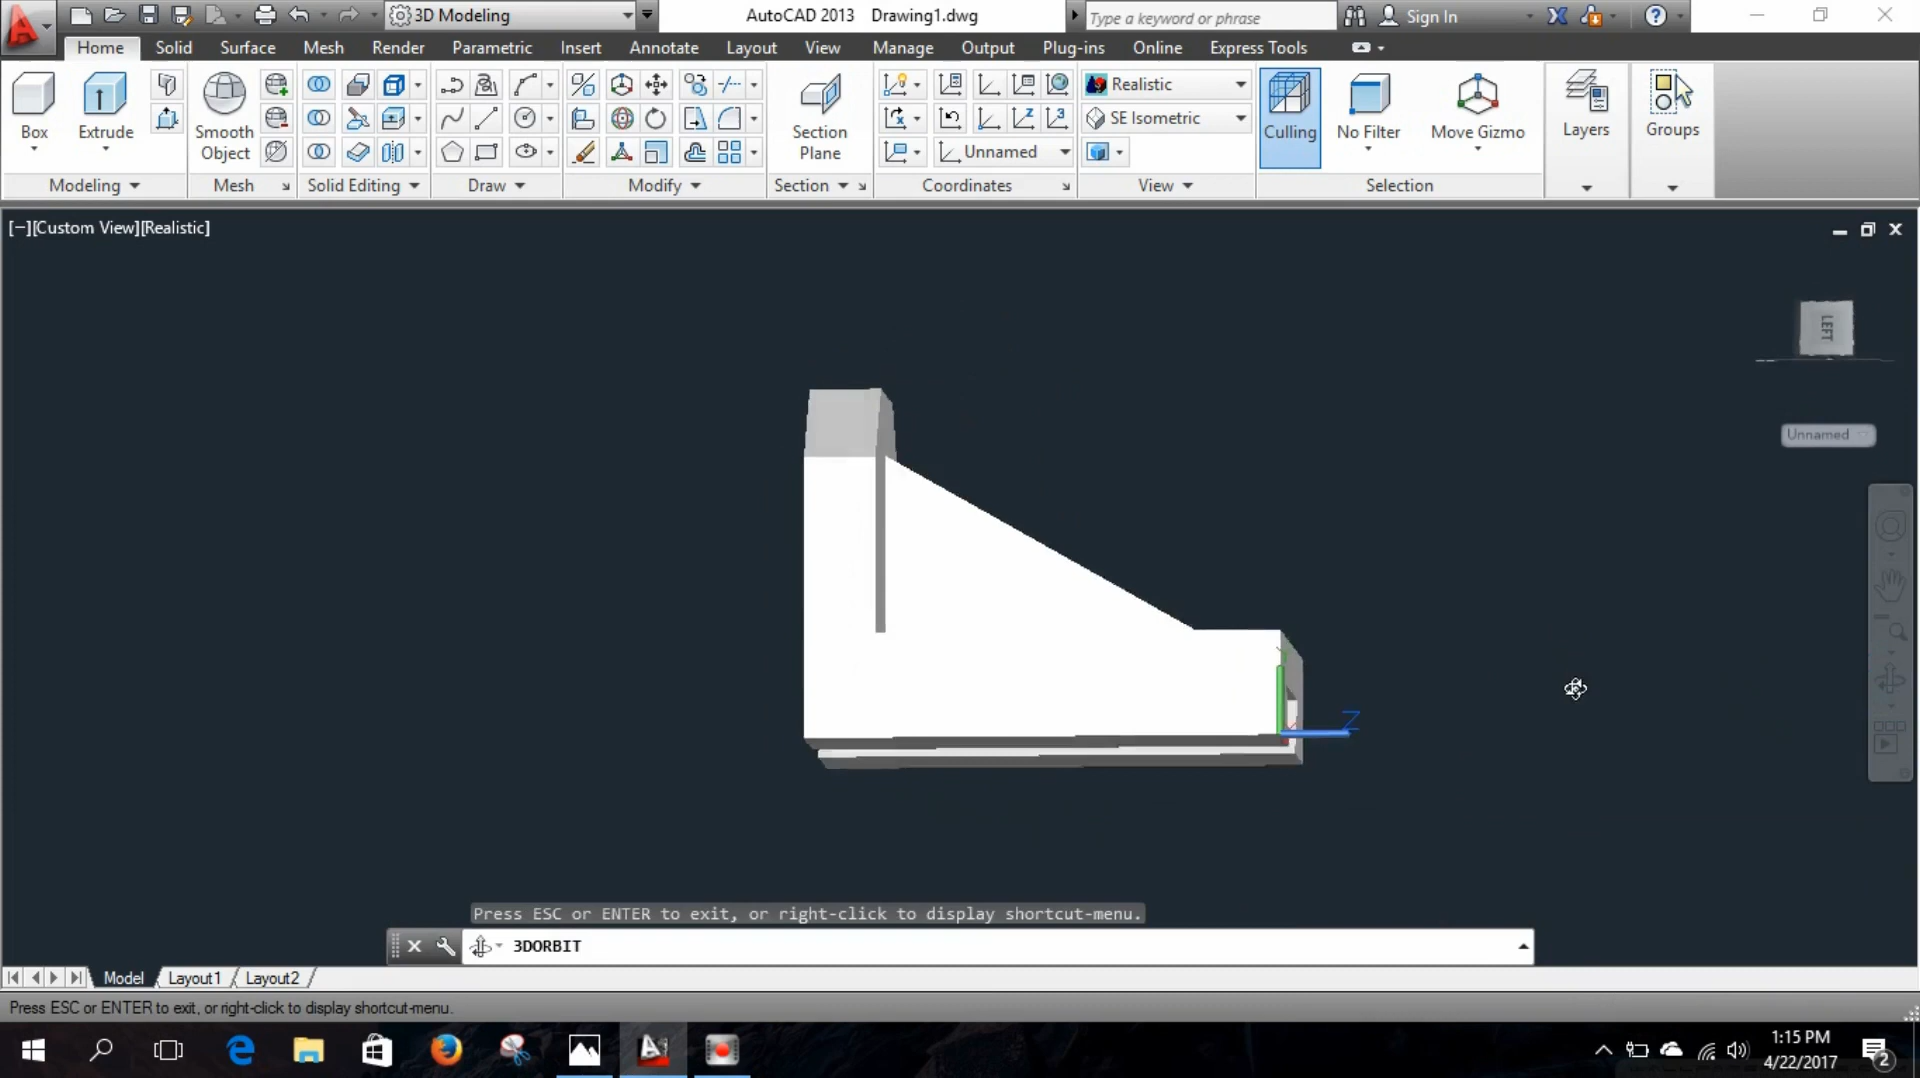 3D Modeling
AutoCAD 2013 Drawing1.dwg
Type a keyword or phrase
Sign In
Home Solid Surface Mesh Render Parametric Insert Annotate Layout View Manage Output Plug-ins Online Express Tools
Box
Extrude
Smooth
Object
Section
Plane
Realistic
SE Isometric
Unnamed
Culling
No Filter
Move Gizmo
Layers
Groups
Modeling
Mesh
Solid Editing
Draw
Modify
Section
Coordinates
View
Selection
[−][Custom View][Realistic]
LEFT
Unnamed
Z
Press ESC or ENTER to exit, or right-click to display shortcut-menu.
3DORBIT
Model Layout1 Layout2
Press ESC or ENTER to exit, or right-click to display shortcut-menu.
1:15 PM
4/22/2017
2